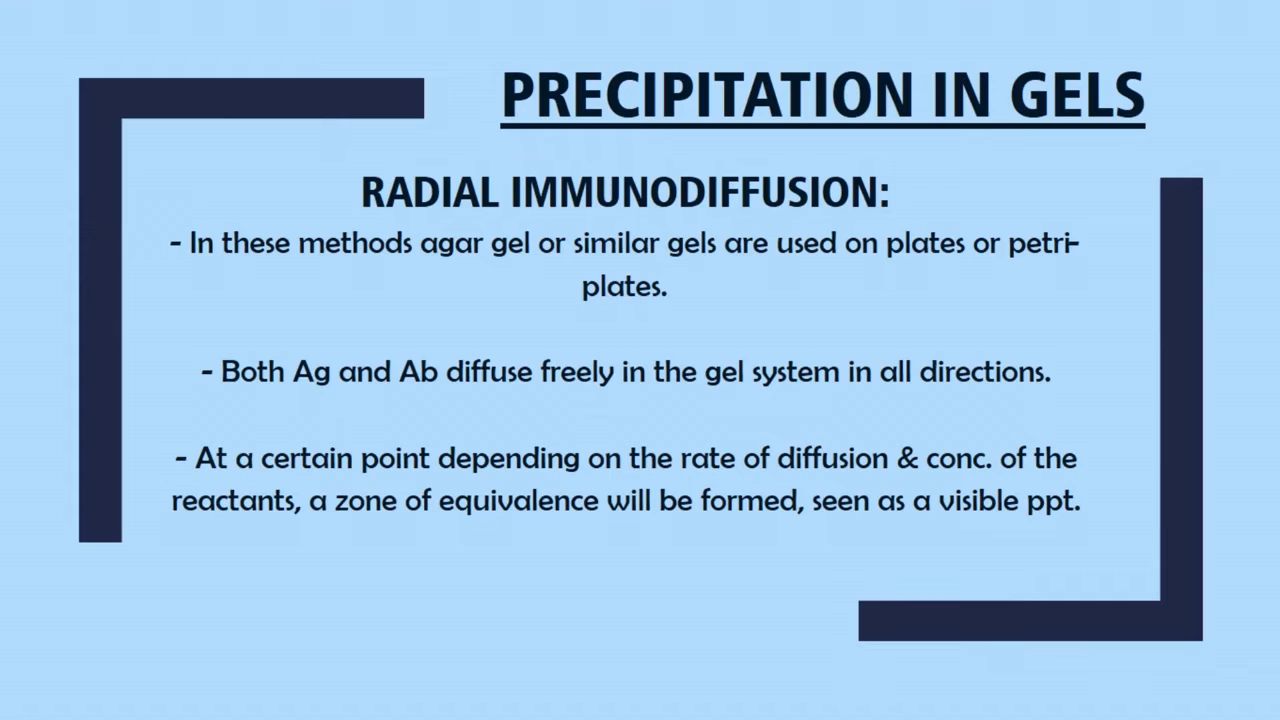 PRECIPITATION IN GELS
RADIAL IMMUNODIFFUSION:
- In these methods agar gel or similar gels are used on plates or petri-
plates.
- Both Ag and Ab diffuse freely in the gel system in all directions.
- At a certain point depending on the rate of diffusion & conc. of the
reactants, a zone of equivalence will be formed, seen as a visible ppt.